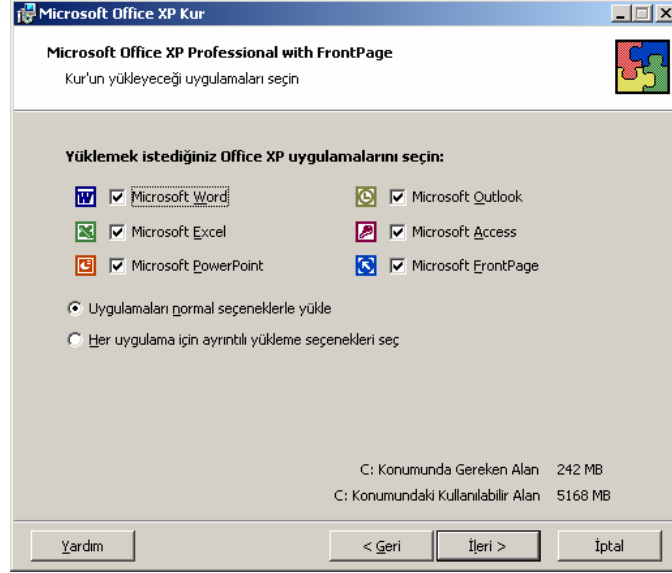 Microsoft Office XP Kur
Microsoft Office XP Professional with FrontPage
Kur'un yükleyeceği uygulamaları seçin
Yüklemek istediğiniz Office XP uygulamalarını seçin:
Microsoft Word
Microsoft Outlook
Microsoft Excel
Microsoft Access
Microsoft PowerPoint
Microsoft FrontPage
Uygulamaları normal seçeneklerle yükle
Her uygulama için ayrıntılı yükleme seçenekleri seç
C: Konumunda Gereken Alan 242 MB
C: Konumundaki Kullanılabilir Alan 5168 MB
Yardım < Geri İleri > İptal